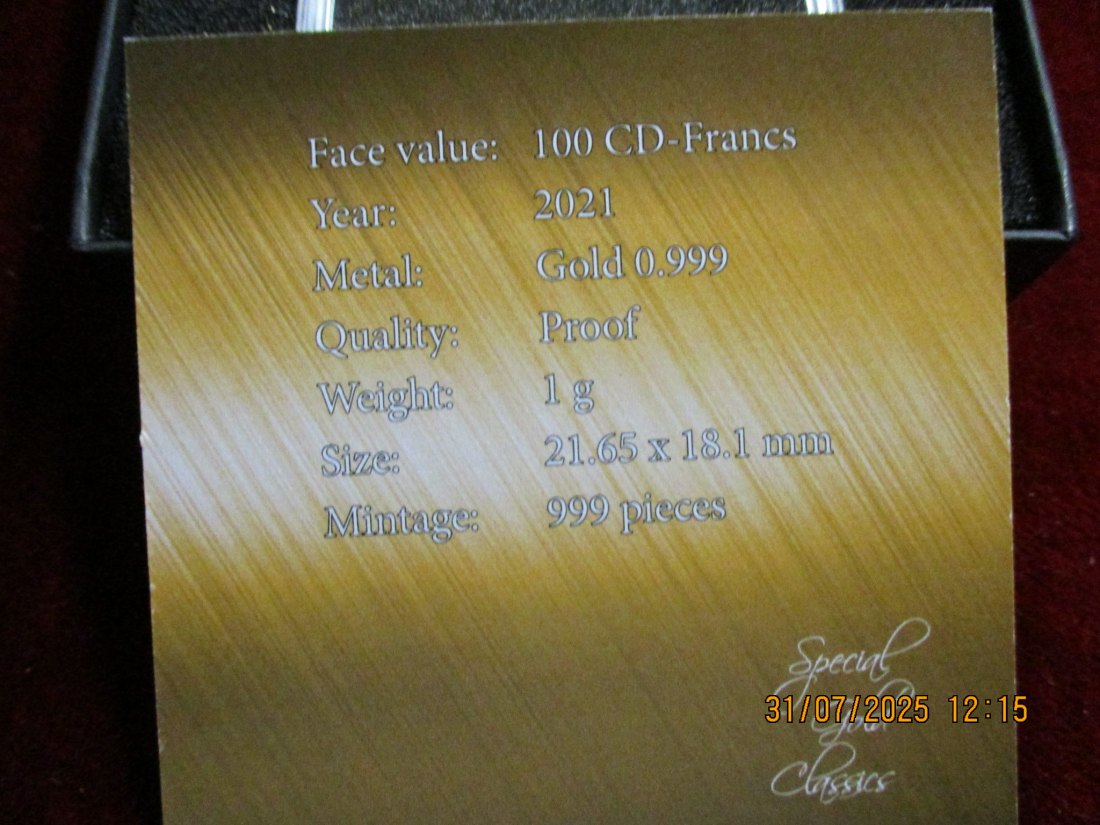 Face value: 100 CD-Francs
Year: 2021
Metal: Gold 0.999
Quality: Proof
Weight: 1 g
Size: 21.65 x 18.1 mm
Mintage: 999 pieces
Special
Gold
31/07/2025 12:15
Classics